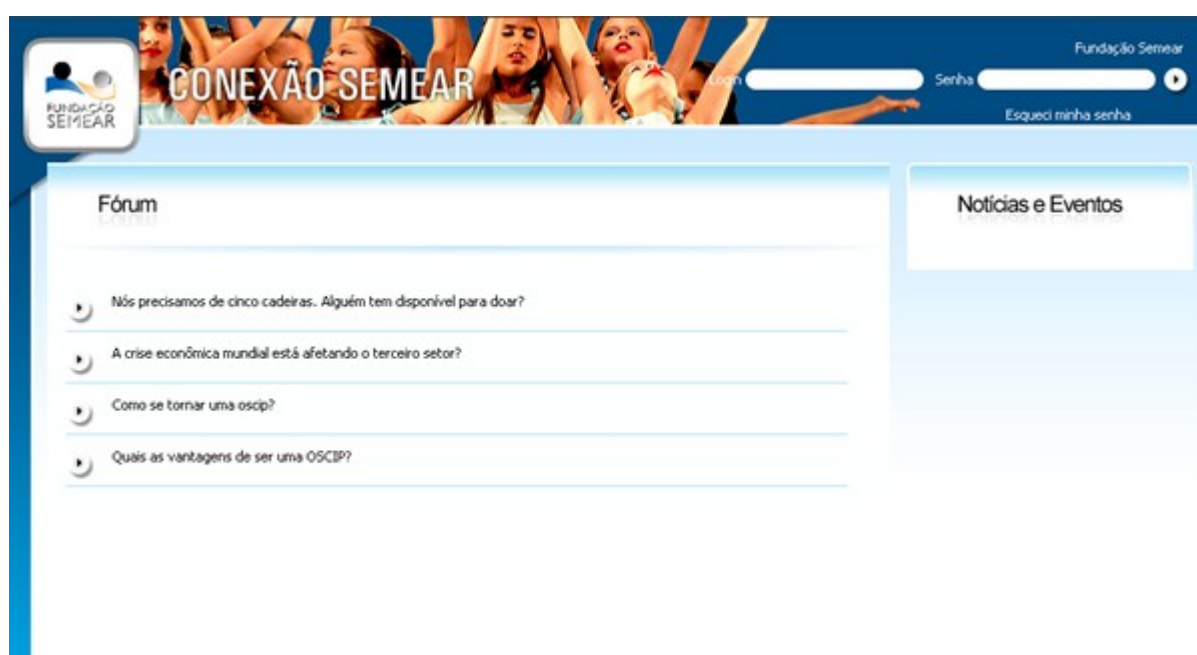 FUNDAÇÃO
SEMEAR
CONEXÃO SEMEAR
Fundação Semear
Login
Senha
Esqueci minha senha
Fórum
Notícias e Eventos
Nós precisamos de cinco cadeiras. Alguém tem disponível para doar?
A crise econômica mundial está afetando o terceiro setor?
Como se tornar uma oscip?
Quais as vantagens de ser uma OSCIP?